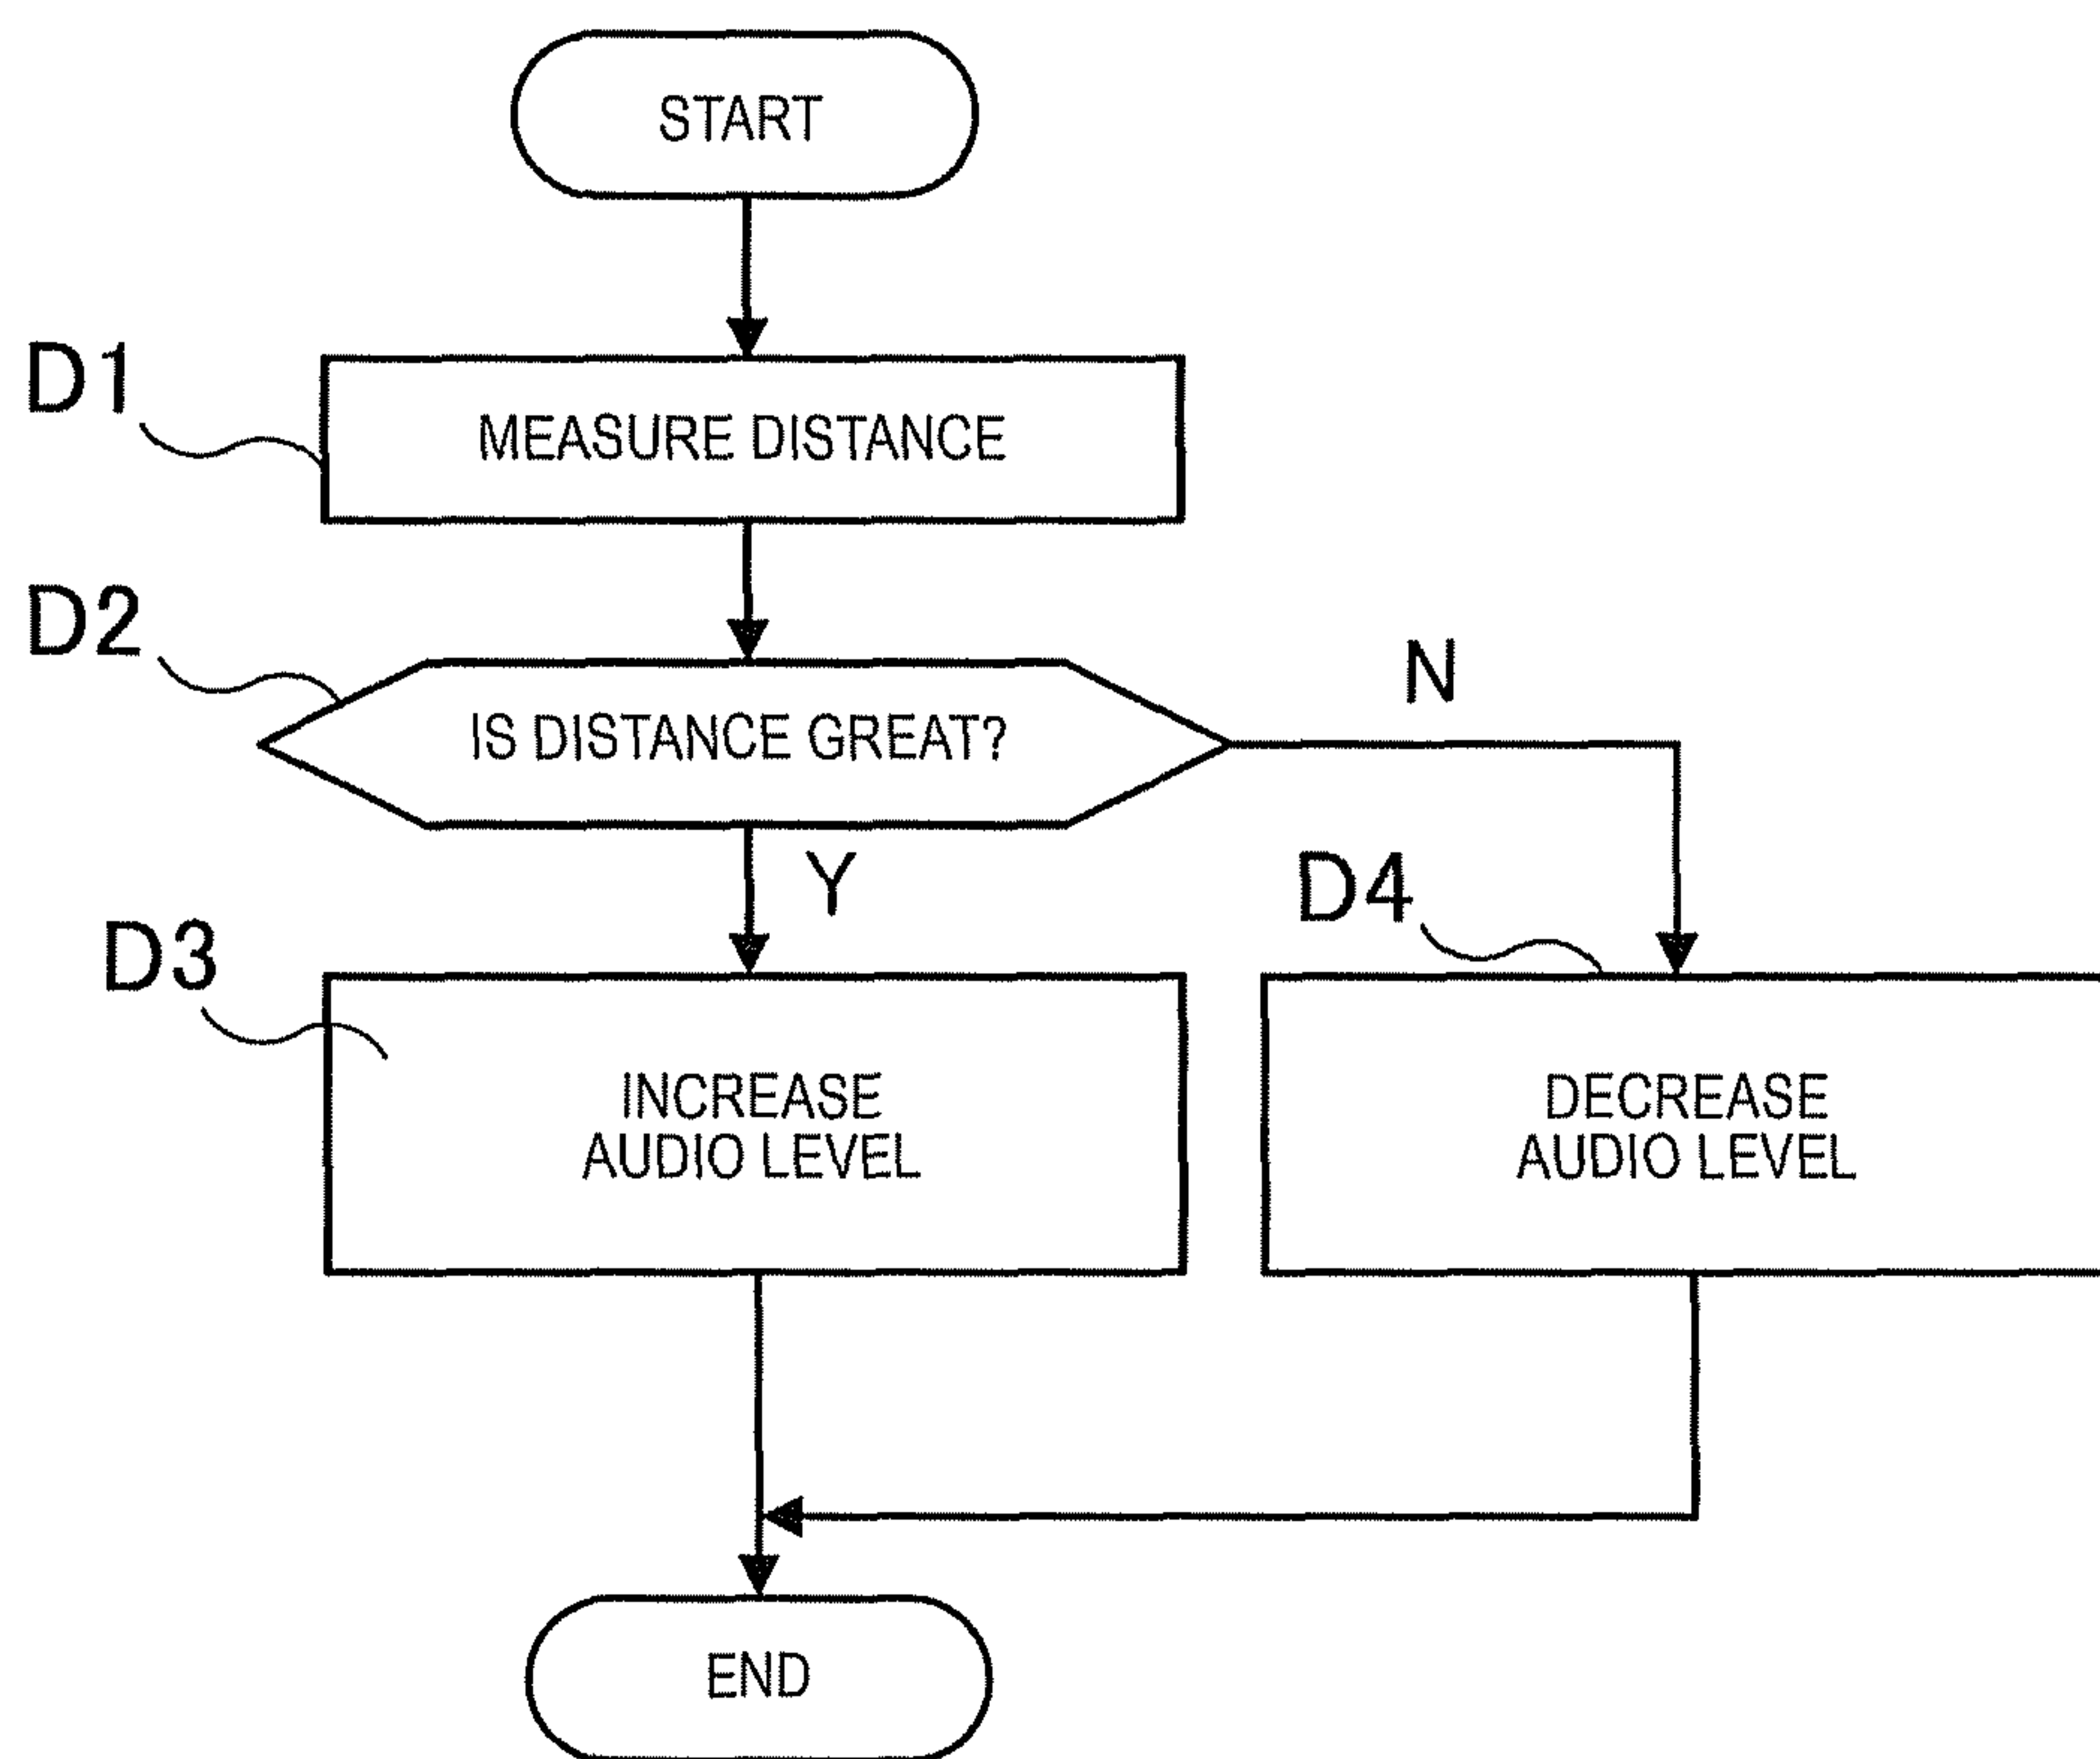 START
D1
MEASURE DISTANCE
D2
IS DISTANCE GREAT?
N
Y
D3
INCREASE
AUDIO LEVEL
D4
DECREASE
AUDIO LEVEL
END